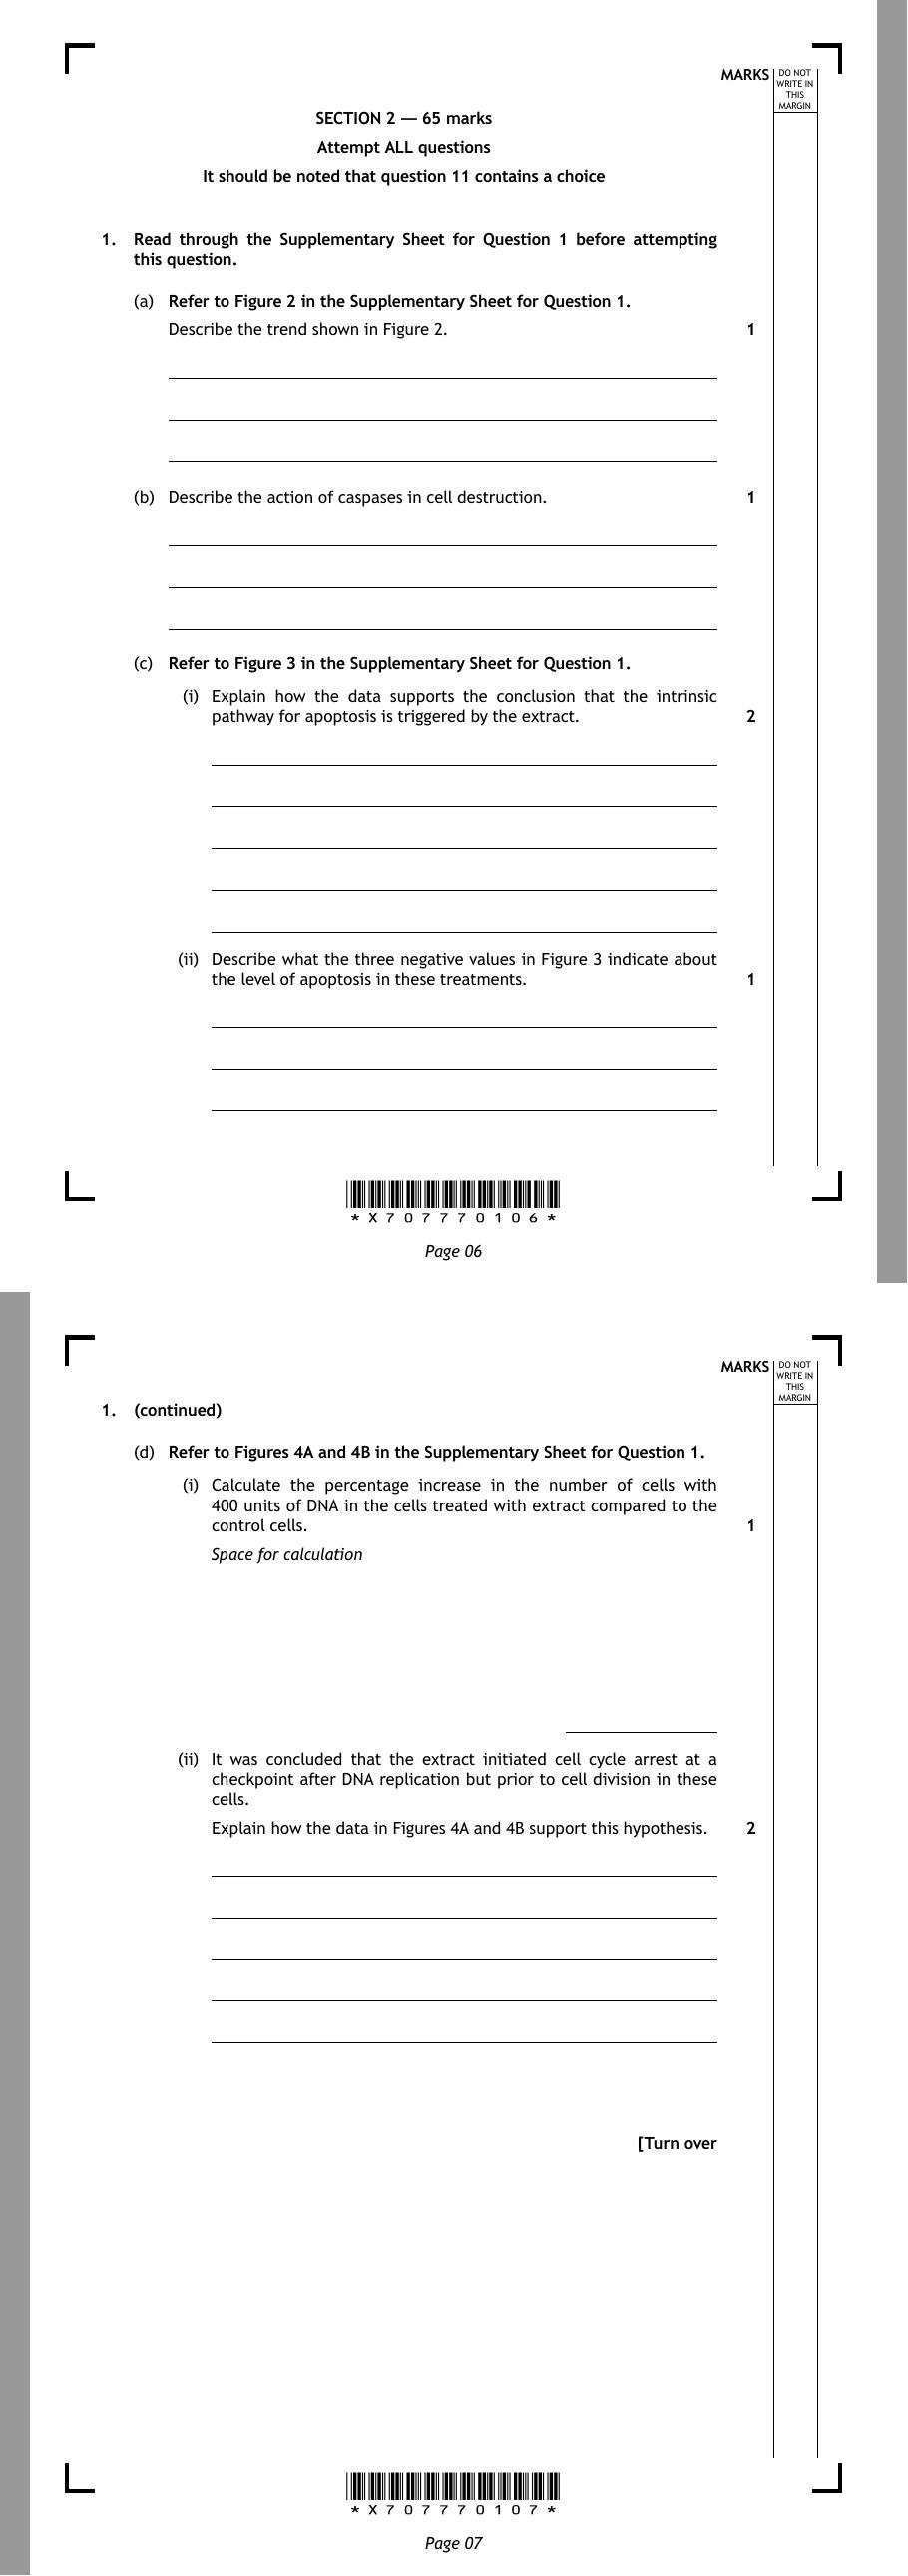 MARKS
DO NOT
WRITE IN
THIS
MARGIN
SECTION 2 — 65 marks
Attempt ALL questions
It should be noted that question 11 contains a choice
1. Read through the Supplementary Sheet for Question 1 before attempting
this question.
(a) Refer to Figure 2 in the Supplementary Sheet for Question 1.
Describe the trend shown in Figure 2. 1
(b) Describe the action of caspases in cell destruction. 1
(c) Refer to Figure 3 in the Supplementary Sheet for Question 1.
(i) Explain how the data supports the conclusion that the intrinsic
pathway for apoptosis is triggered by the extract. 2
(ii) Describe what the three negative values in Figure 3 indicate about
the level of apoptosis in these treatments. 1
* X 7 0 7 7 7 0 1 0 6 *
Page 06
MARKS
DO NOT
WRITE IN
THIS
MARGIN
1. (continued)
(d) Refer to Figures 4A and 4B in the Supplementary Sheet for Question 1.
(i) Calculate the percentage increase in the number of cells with
400 units of DNA in the cells treated with extract compared to the
control cells. 1
Space for calculation
(ii) It was concluded that the extract initiated cell cycle arrest at a
checkpoint after DNA replication but prior to cell division in these
cells.
Explain how the data in Figures 4A and 4B support this hypothesis. 2
[Turn over
* X 7 0 7 7 7 0 1 0 7 *
Page 07